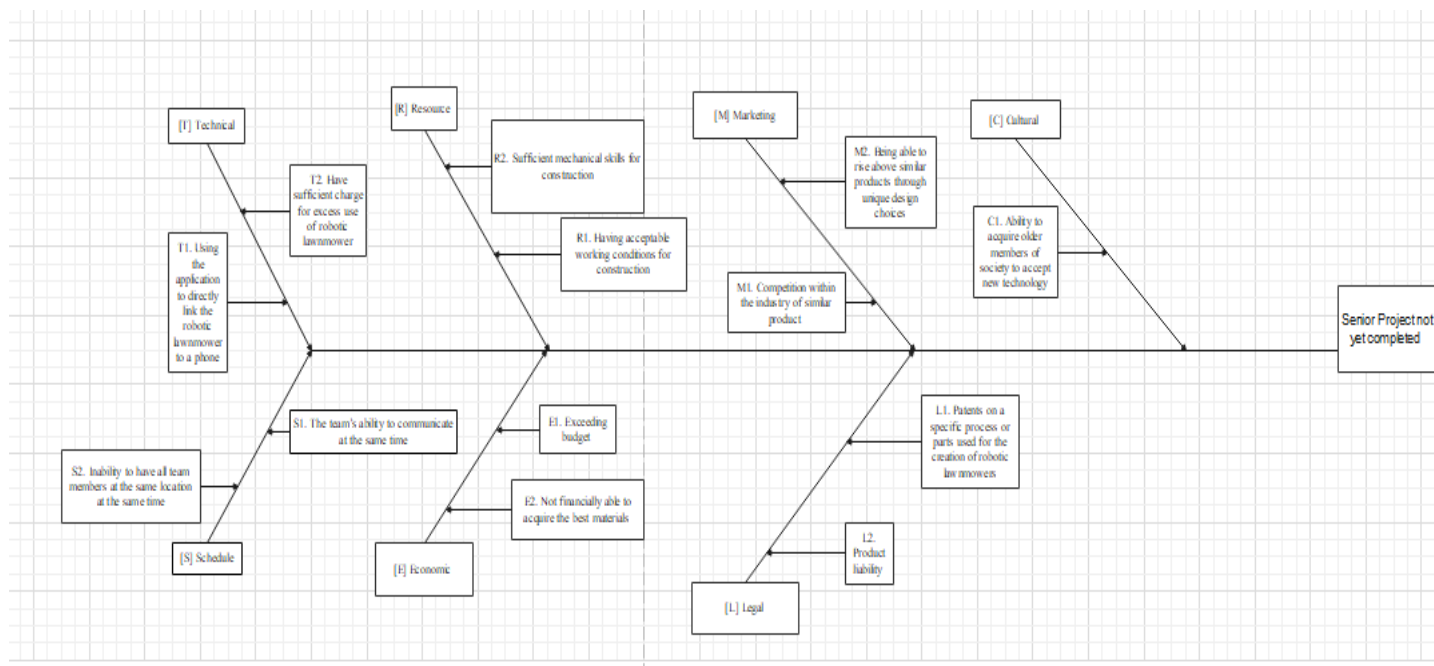 [T] Technical
T2. Have
sufficient charge
for excess use
of robotic
lawnmower
T1. Using
the
application
to directly
link the
robotic
lawnmower
to a phone
[R] Resource
R2. Sufficient mechanical skills for
construction
R1. Having acceptable
working conditions for
construction
[M] Marketing
M2. Being able to
rise above similar
products through
unique design
choices
M1. Competition within
the industry of similar
product
[C] Cultural
C1. Ability to
acquire older
members of
society to accept
new technology
Senior Project not
yet completed
S1. The team's ability to communicate
at the same time
S2. Inability to have all team
members at the same location
at the same time
[S] Schedule
E1. Exceeding
budget
E2. Not financially able to
acquire the best materials
[E] Economic
L1. Patents on a
specific process or
parts used for the
creation of robotic
lawnmowers
L2.
Product
liability
[L] Legal